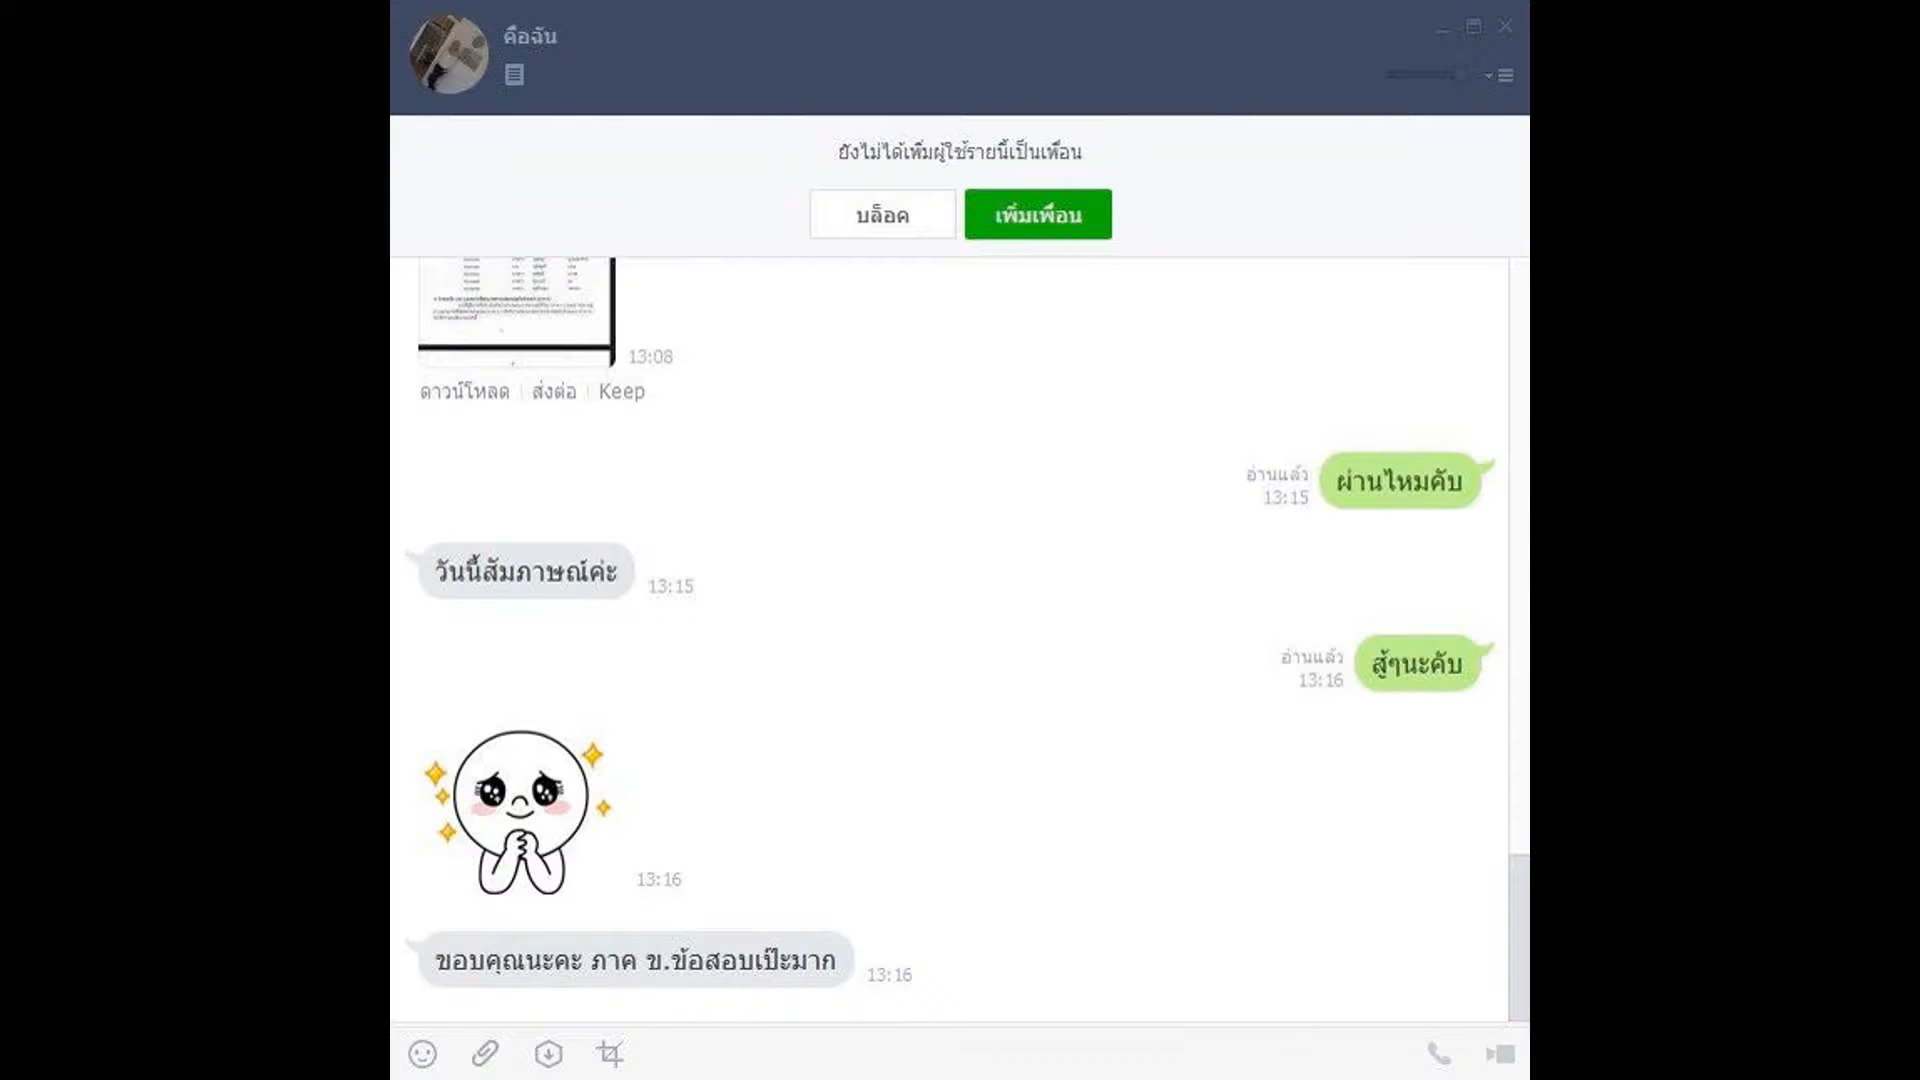 คือฉัน
ยังไม่ได้เพิ่มผู้ใช้รายนี้เป็นเพื่อน
บล็อค
เพิ่มเพื่อน
13:08
ดาวน์โหลด
ส่งต่อ
Keep
อ่านแล้ว
13:15
ผ่านไหมคับ
วันนี้สัมภาษณ์ค่ะ
13:15
อ่านแล้ว
13:16
สู้ๆนะคับ
13:16
ขอบคุณนะคะ ภาค ข.ข้อสอบเป๊ะมาก
13:16